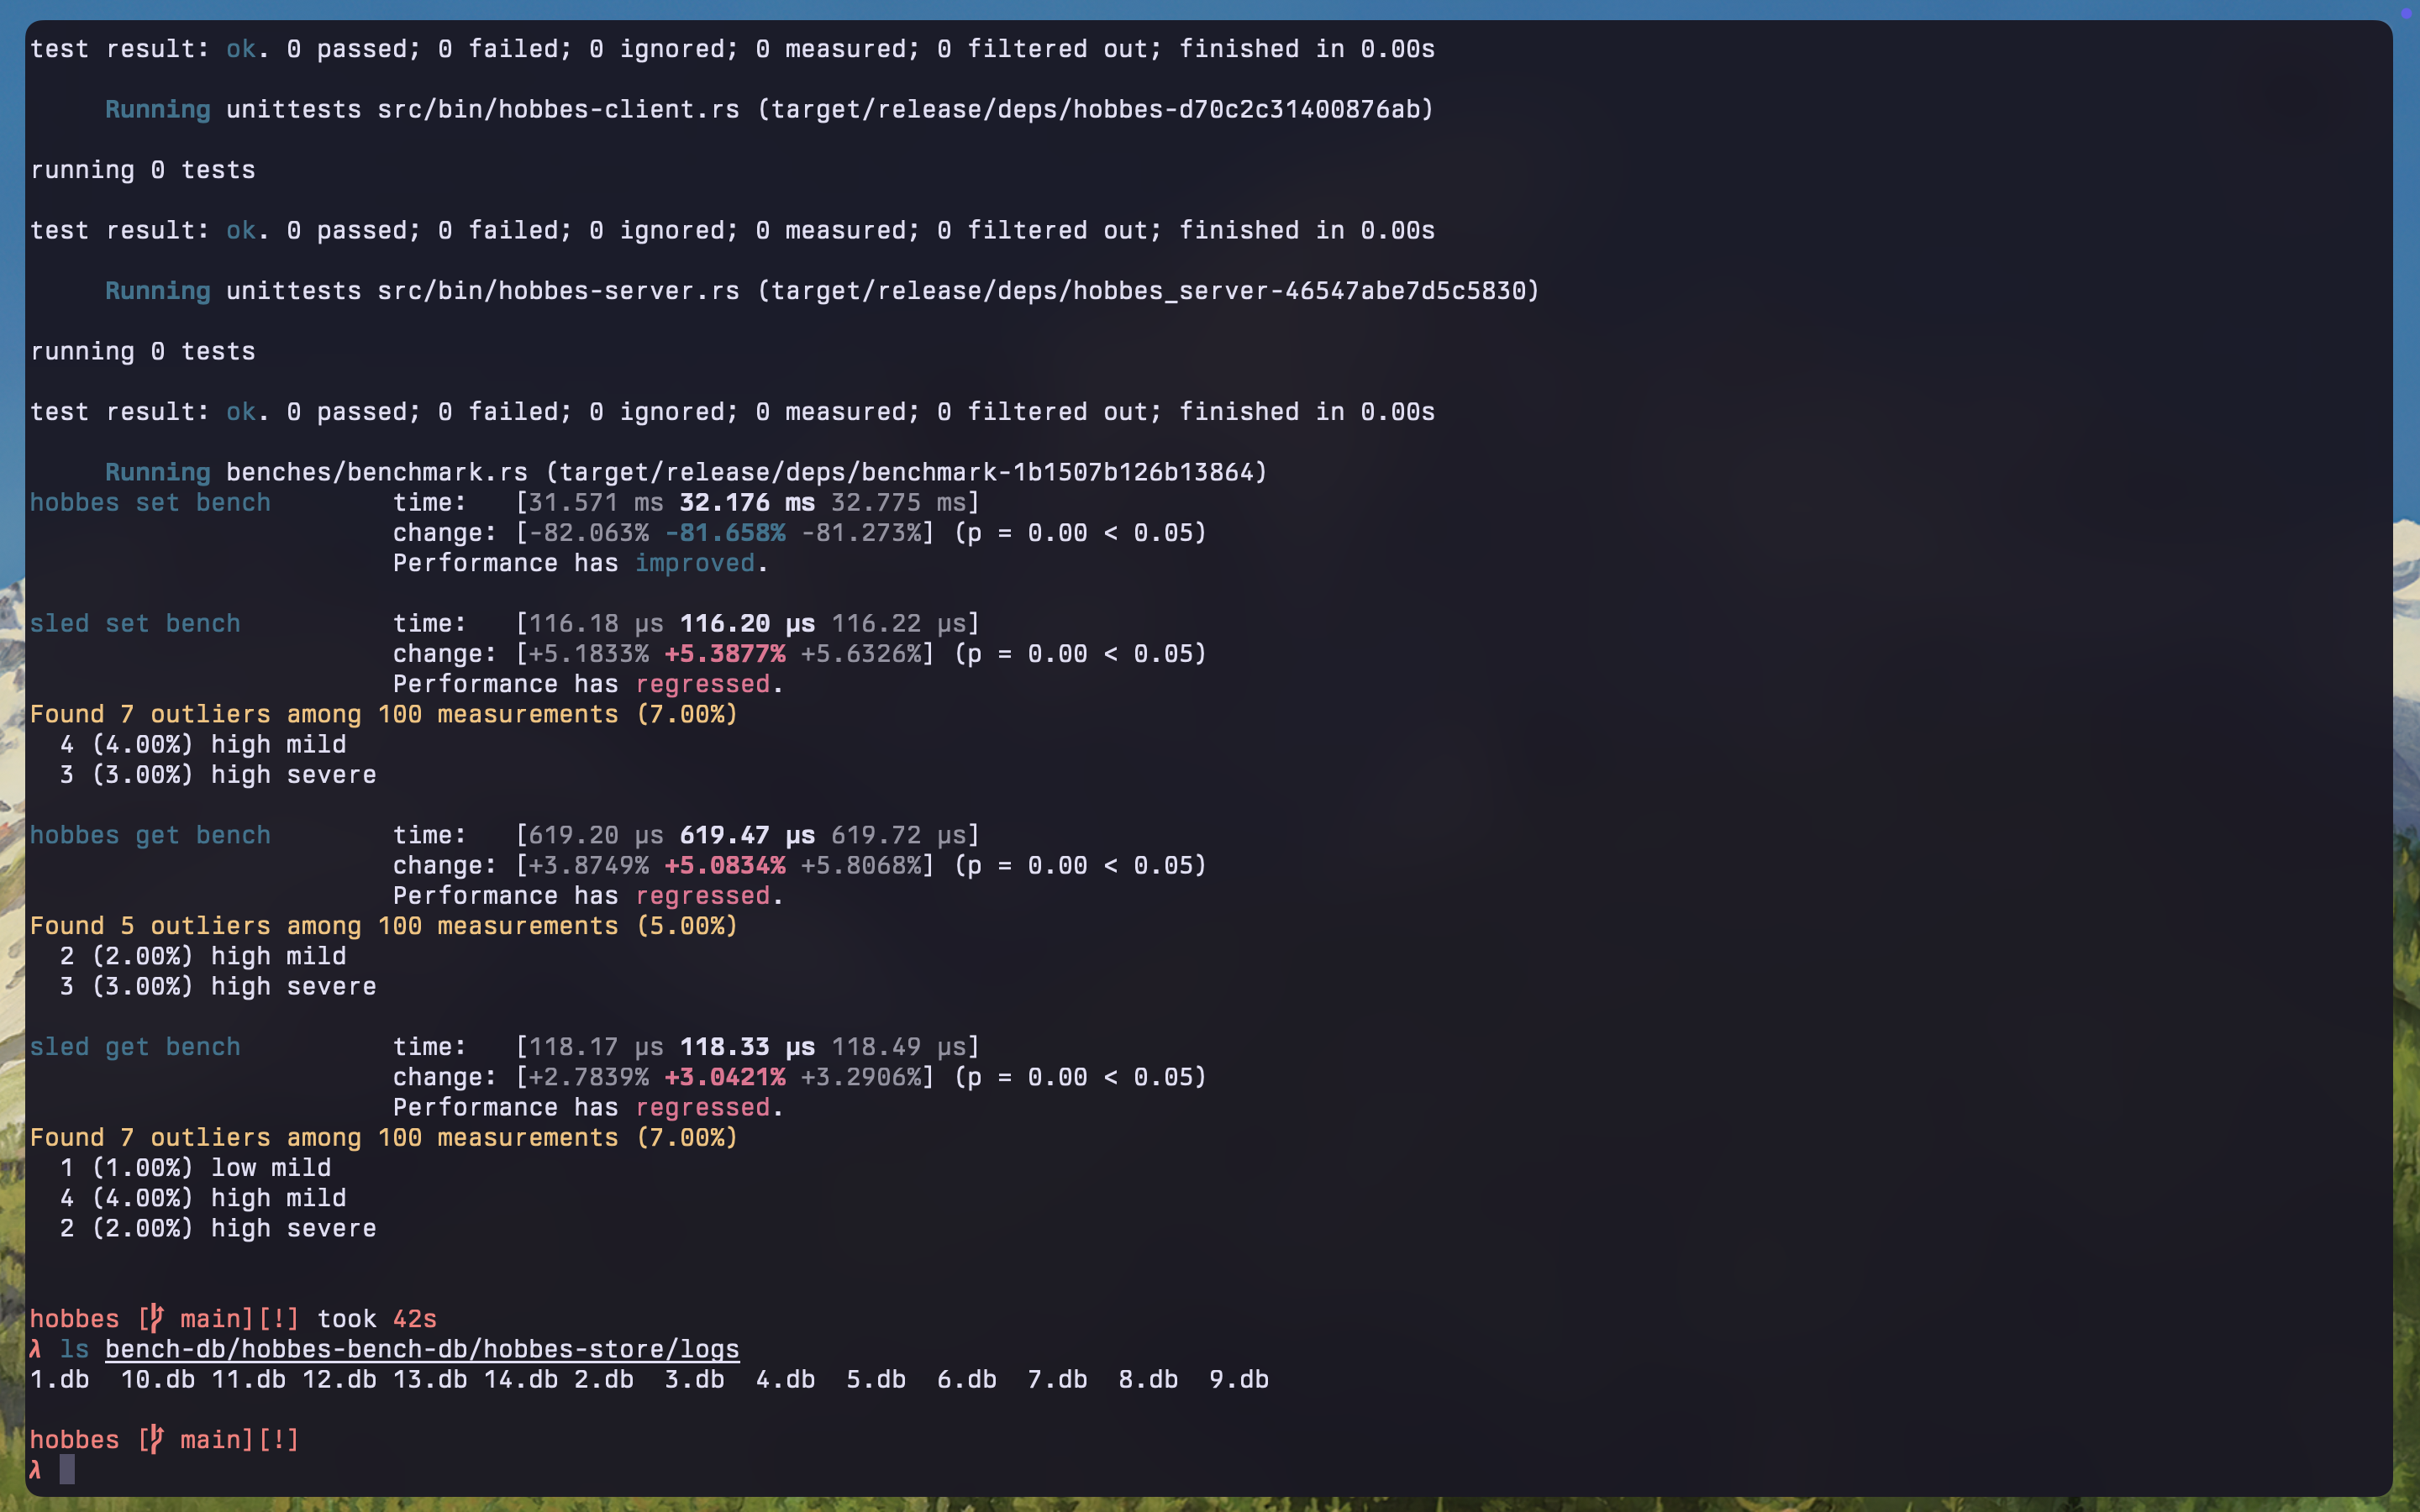 test result: ok. 0 passed; 0 failed; 0 ignored; 0 measured; 0 filtered out; finished in 0.00s
Running unittests src/bin/hobbes-client.rs (target/release/deps/hobbes-d70c2c31400876ab)
running 0 tests
test result: ok. 0 passed; 0 failed; 0 ignored; 0 measured; 0 filtered out; finished in 0.00s
Running unittests src/bin/hobbes-server.rs (target/release/deps/hobbes_server-46547abe7d5c5830)
running 0 tests
test result: ok. 0 passed; 0 failed; 0 ignored; 0 measured; 0 filtered out; finished in 0.00s
Running benches/benchmark.rs (target/release/deps/benchmark-1b1507b126b13864)
hobbes set bench time: [31.571 ms 32.176 ms 32.775 ms]
change: [-82.063% -81.658% -81.273%] (p = 0.00 < 0.05)
Performance has improved.
sled set bench time: [116.18 µs 116.20 µs 116.22 µs]
change: [+5.1833% +5.3877% +5.6326%] (p = 0.00 < 0.05)
Performance has regressed.
Found 7 outliers among 100 measurements (7.00%)
4 (4.00%) high mild
3 (3.00%) high severe
hobbes get bench time: [619.20 µs 619.47 µs 619.72 µs]
change: [+3.8749% +5.0834% +5.8068%] (p = 0.00 < 0.05)
Performance has regressed.
Found 5 outliers among 100 measurements (5.00%)
2 (2.00%) high mild
3 (3.00%) high severe
sled get bench time: [118.17 µs 118.33 µs 118.49 µs]
change: [+2.7839% +3.0421% +3.2906%] (p = 0.00 < 0.05)
Performance has regressed.
Found 7 outliers among 100 measurements (7.00%)
1 (1.00%) low mild
4 (4.00%) high mild
2 (2.00%) high severe
hobbes [ main][!] took 42s
λ ls bench-db/hobbes-bench-db/hobbes-store/logs
1.db 10.db 11.db 12.db 13.db 14.db 2.db 3.db 4.db 5.db 6.db 7.db 8.db 9.db
hobbes [ main][!]
λ